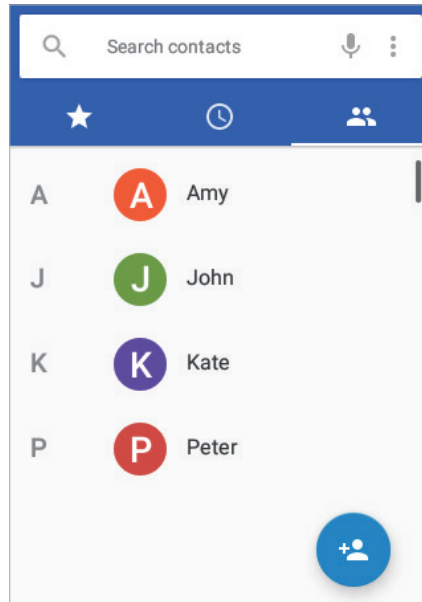 Search contacts
A A Amy
J J John
K K Kate
P P Peter